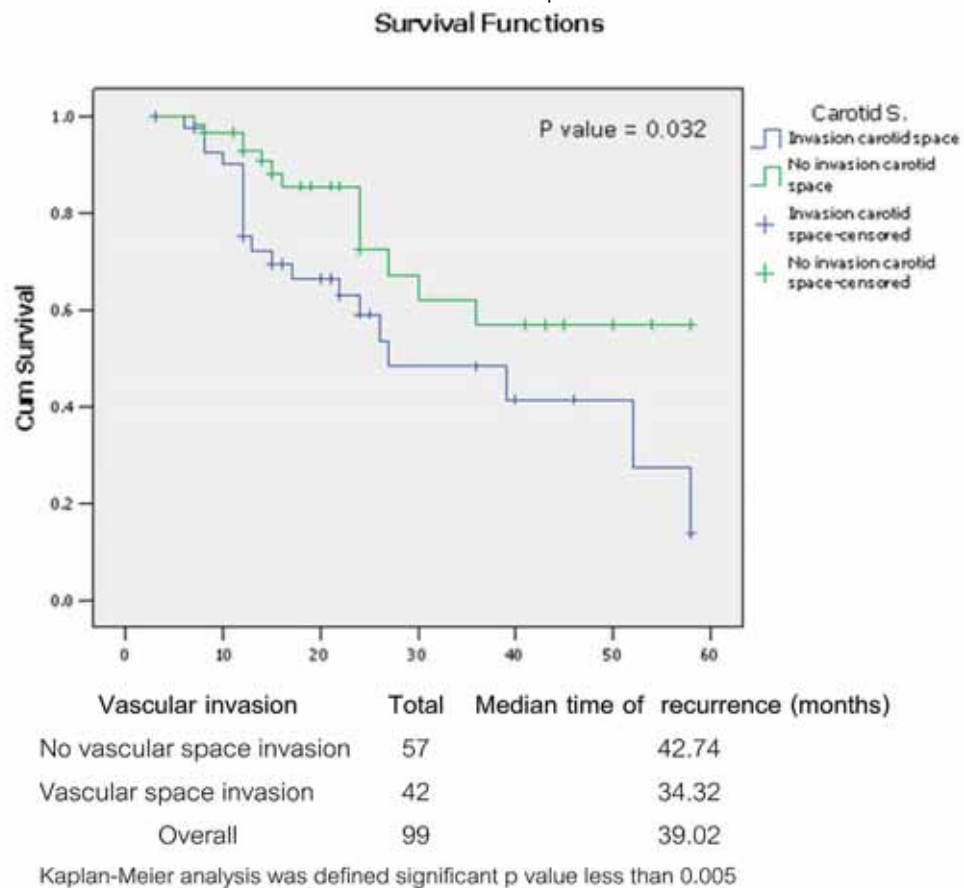 Survival Functions
P value = 0.032
Carotid S.
Invasion carotid space
No invasion carotid
space
Invasion carotid
space-censored
No invasion carotid
space-censored
Cum Survival
1.0
0.8
0.6
0.4
0.2
0.0
0 10 20 30 40 50 60
Vascular invasion Total Median time of recurrence (months)
No vascular space invasion 57 42.74
Vascular space invasion 42 34.32
Overall 99 39.02
Kaplan-Meier analysis was defined significant p value less than 0.005